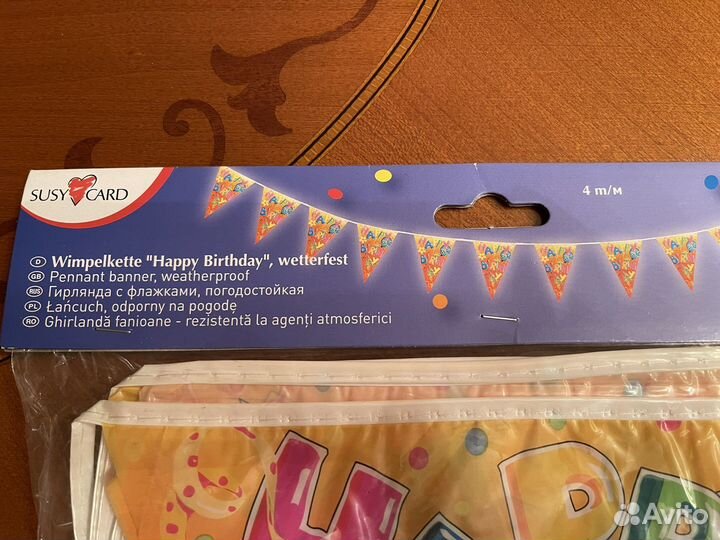 SUSY CARD
4 m/м
D Wimpelkette "Happy Birthday", wetterfest
GB Pennant banner, weatherproof
RUS Гирлянда с флажками, погодостойкая
PL Łańcuch, odporny na pogodę
RO Ghirlandă fanioane - rezistentă la agenți atmosferici
HAPP
Avito